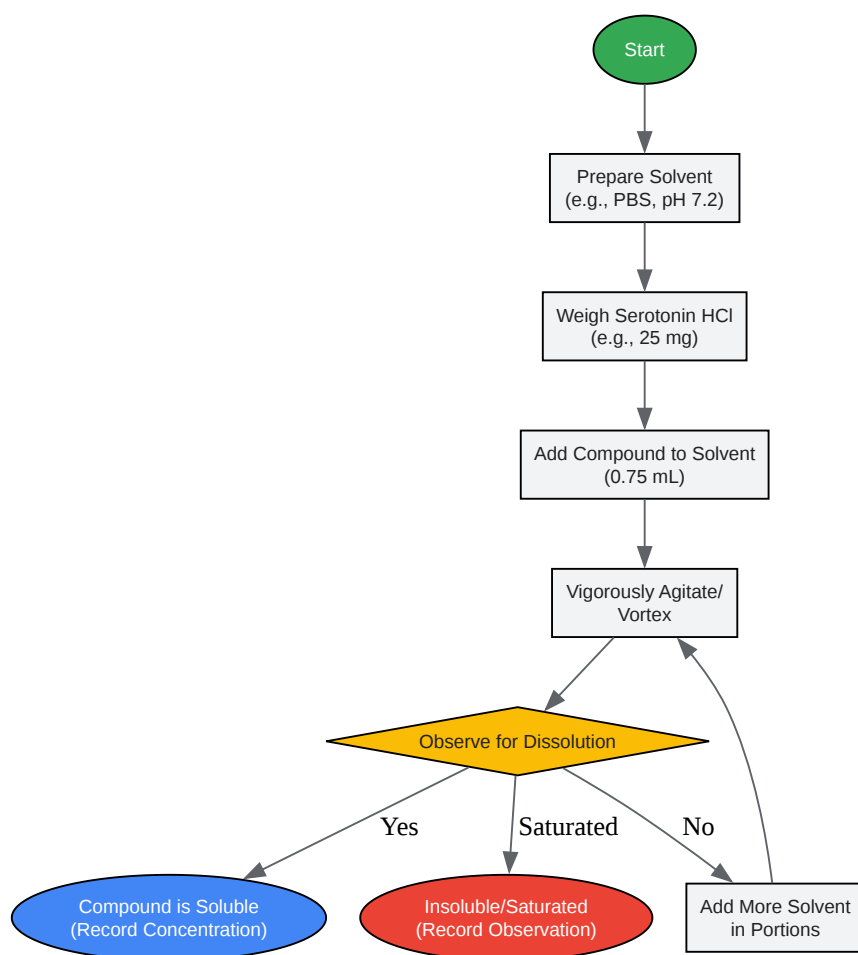 Start
Prepare Solvent
(e.g., PBS, pH 7.2)
Weigh Serotonin HCl
(e.g., 25 mg)
Add Compound to Solvent
(0.75 mL)
Vigorously Agitate/
Vortex
Observe for Dissolution
Yes
Saturated
No
Compound is Soluble
(Record Concentration)
Insoluble/Saturated
(Record Observation)
Add More Solvent
in Portions